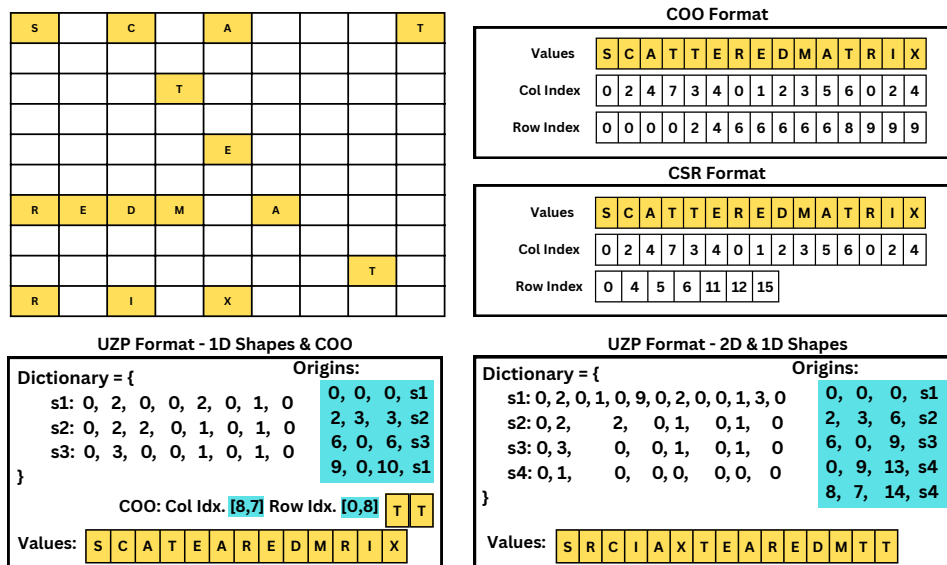 S C A T
T
E
R E D M A
T
R I X
COO Format
Values S C A T T E R E D M A T R I X
Col Index 0 2 4 7 3 4 0 1 2 3 5 6 0 2 4
Row Index 0 0 0 0 2 4 6 6 6 6 6 8 9 9 9
CSR Format
Values S C A T T E R E D M A T R I X
Col Index 0 2 4 7 3 4 0 1 2 3 5 6 0 2 4
Row Index 0 4 5 6 11 12 15
UZP Format - 1D Shapes & COO
Dictionary = {
s1: 0, 2, 0, 0, 2, 0, 1, 0
s2: 0, 2, 2, 0, 1, 0, 1, 0
s3: 0, 3, 0, 0, 1, 0, 1, 0
}
Origins:
0, 0, 0, s1
2, 3, 3, s2
6, 0, 6, s3
9, 0, 10, s1
COO: Col Idx. [8,7] Row Idx. [0,8] T T
Values: S C A T E A R E D M R I X
UZP Format - 2D & 1D Shapes
Dictionary = {
s1: 0, 2, 0, 1, 0, 9, 0, 2, 0, 0, 1, 3, 0
s2: 0, 2, 2, 0, 1, 0, 1, 0
s3: 0, 3, 0, 0, 1, 0, 1, 0
s4: 0, 1, 0, 0, 0, 0, 0, 0
}
Origins:
0, 0, 0, s1
2, 3, 6, s2
6, 0, 9, s3
0, 9, 13, s4
8, 7, 14, s4
Values: S R C I A X T E A R E D M T T